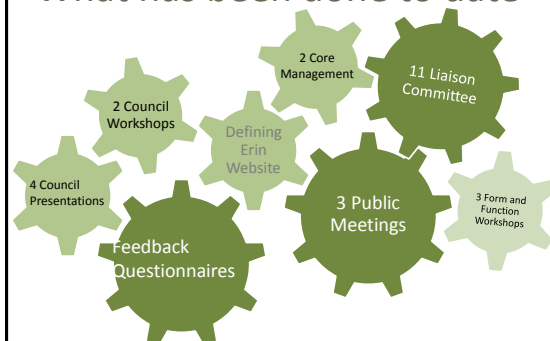 What has been done to date
2 Core
Management
11 Liaison
Committee
2 Council
Workshops
Defining
Erin
Website
4 Council
Presentations
3 Public
Meetings
3 Form and
Function
Workshops
Feedback
Questionnaires